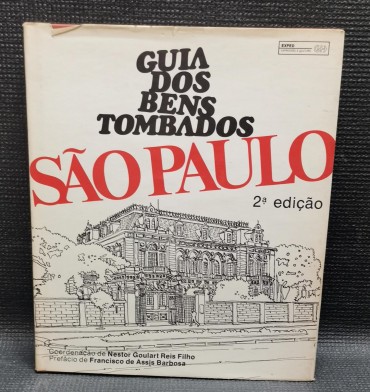 EXPED
GUIA
DOS
BENS
TOMBADOS
SÃO PAULO
2ª edição
Coordenação de Nestor Goulart Reis Filho
Prefácio de Francisco de Assis Barbosa